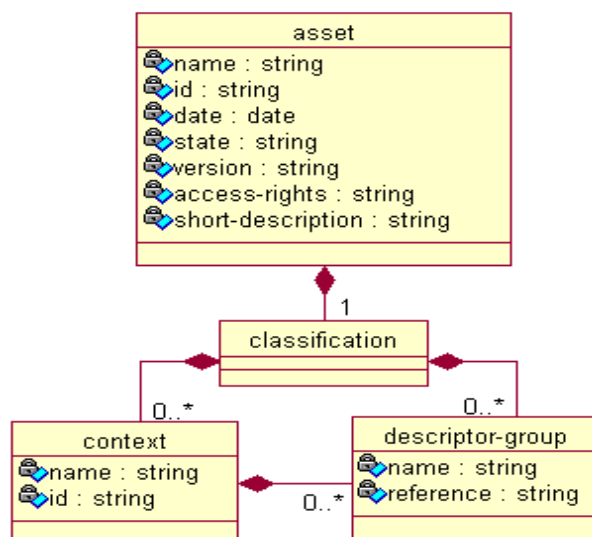 asset
name : string
id : string
date : date
state : string
version : string
access-rights : string
short-description : string
1
classification
0..*
0..*
context
name : string
id : string
descriptor-group
name : string
reference : string
0..*